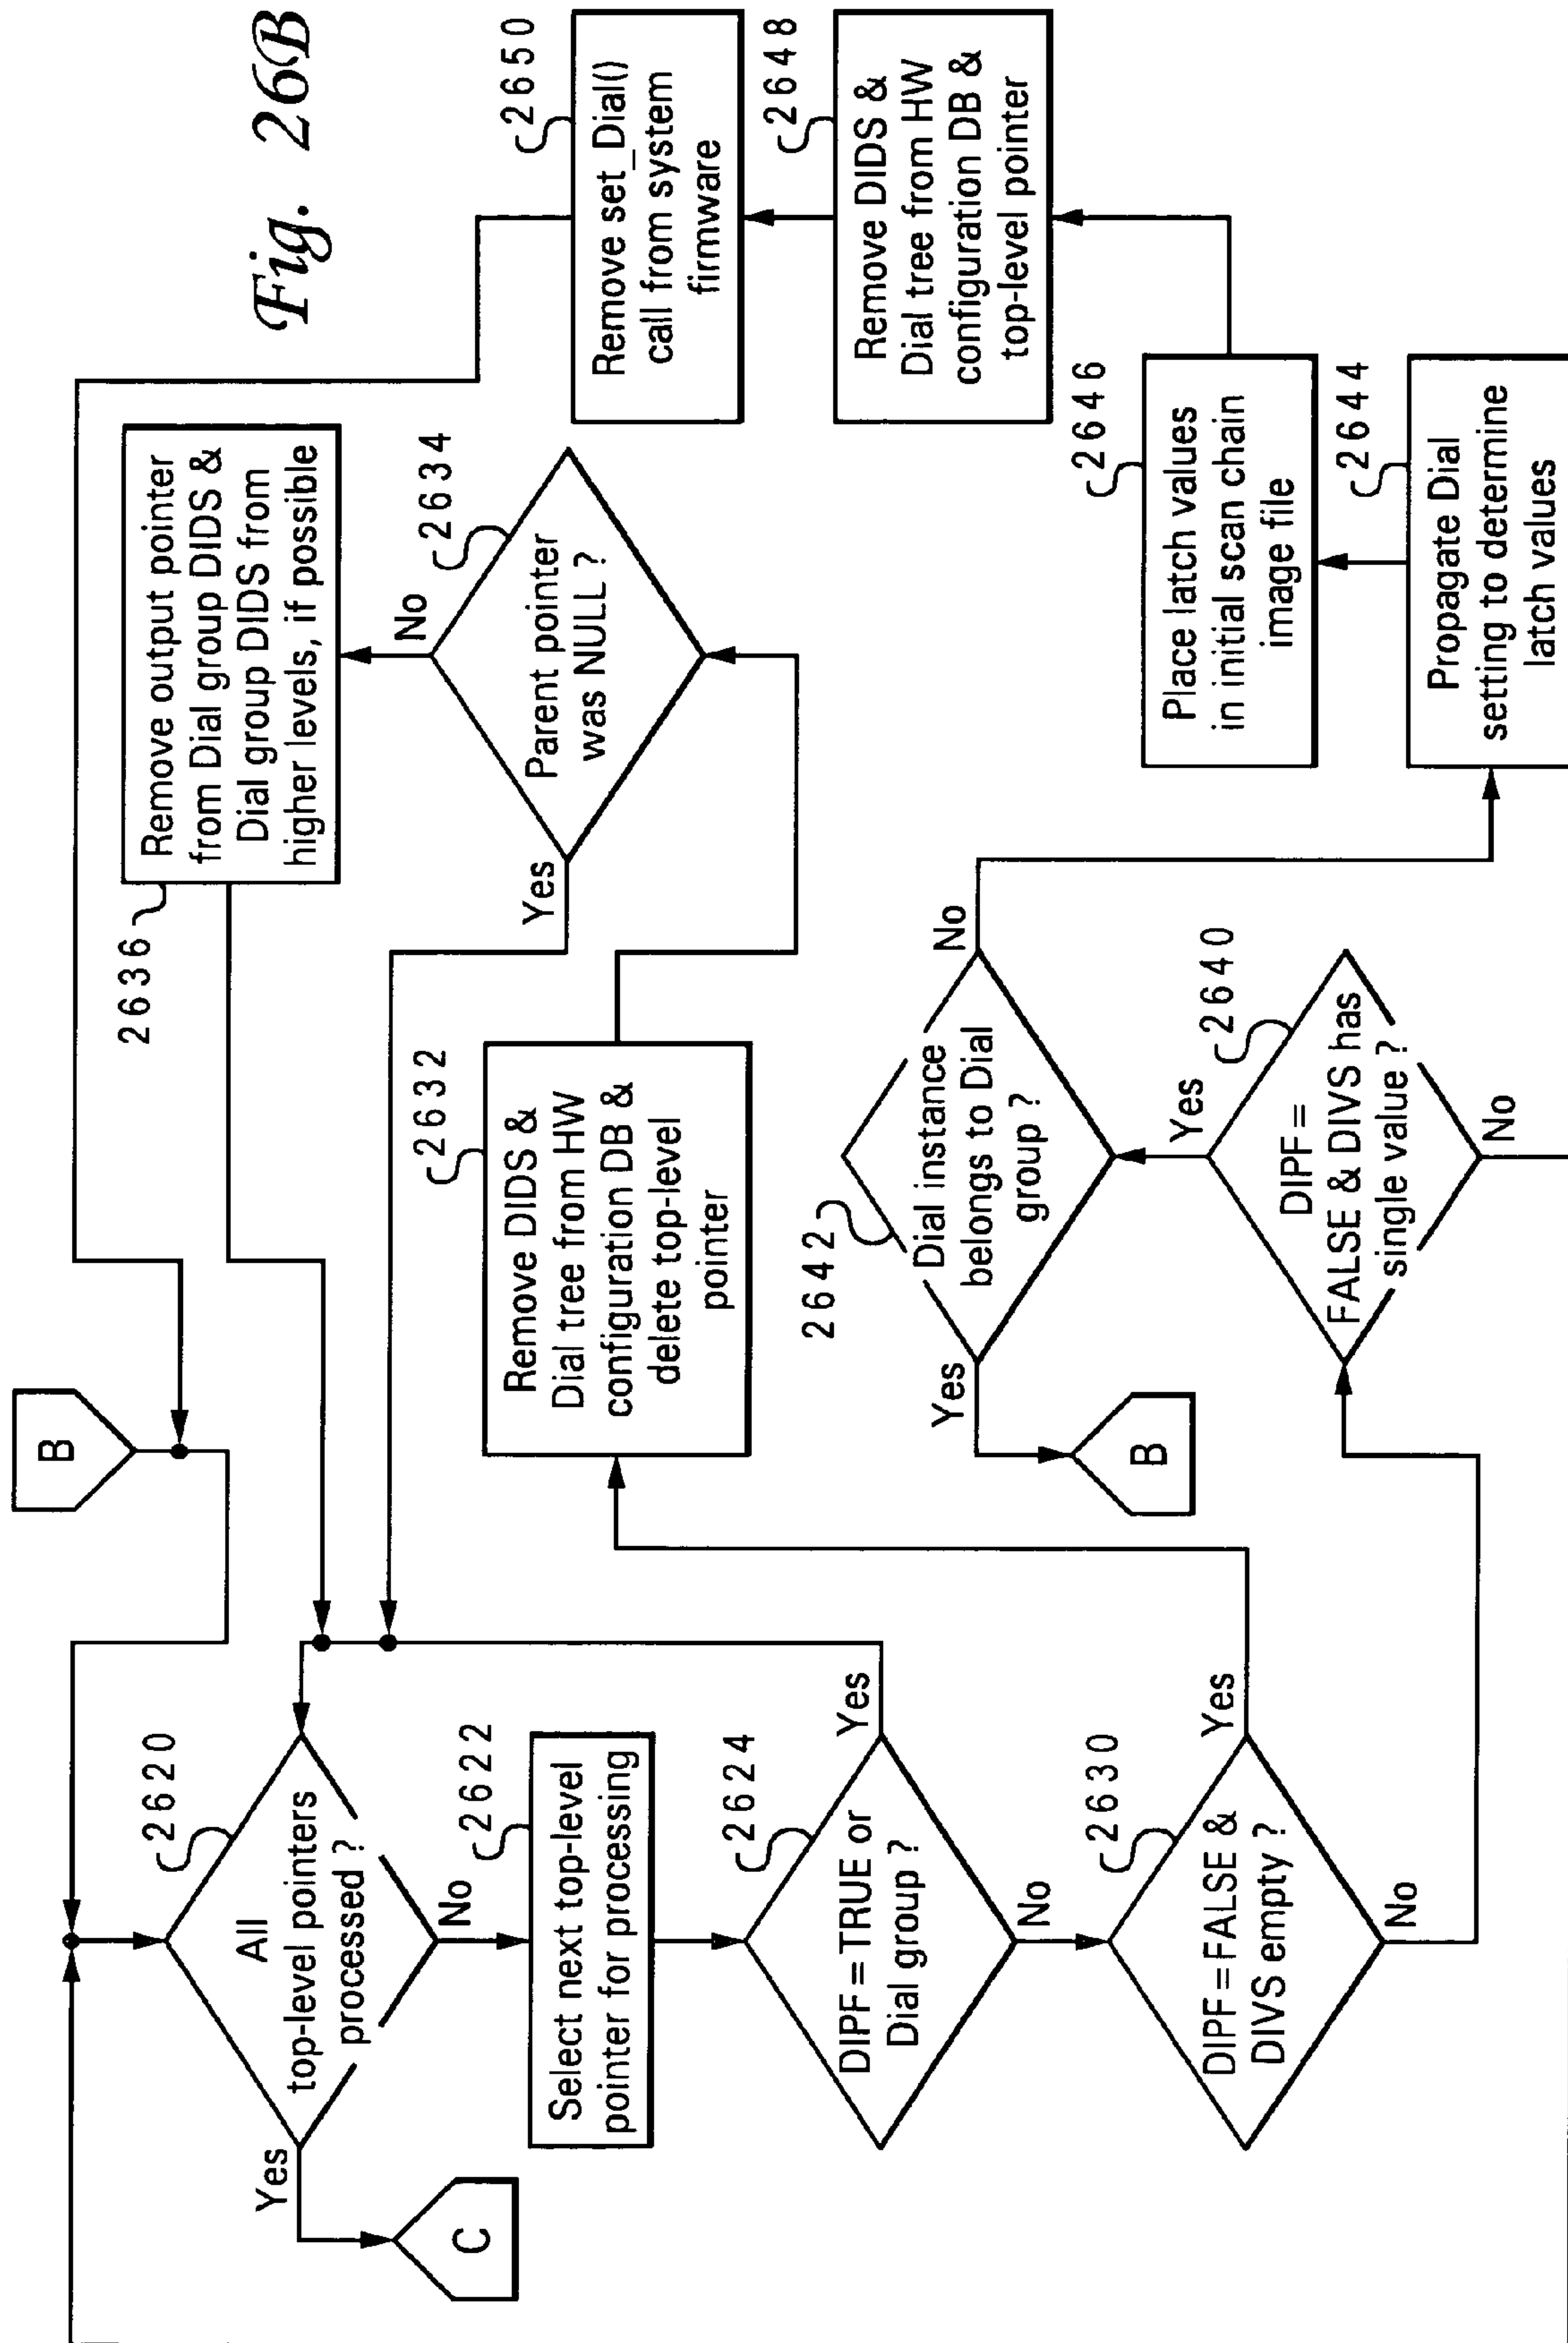 Fig. 26B
B
2620
All
top-level pointers
processed ?
Yes
C
No
2622
Select next top-level
pointer for processing
2624
DIPF = TRUE or
Dial group ?
Yes
No
2630
DIPF = FALSE &
DIVS empty ?
Yes
No
2632
Remove DIDS &
Dial tree from HW
configuration DB &
delete top-level
pointer
2634
Parent pointer
was NULL ?
Yes
No
2636
Remove output pointer
from Dial group DIDS &
Dial group DIDS from
higher levels, if possible
2640
DIPF =
FALSE & DIVS has
single value ?
Yes
No
2642
Dial instance
belongs to Dial
group ?
Yes
B
No
2644
Propagate Dial
setting to determine
latch values
2646
Place latch values
in initial scan chain
image file
2648
Remove DIDS &
Dial tree from HW
configuration DB &
top-level pointer
2650
Remove set_Dial()
call from system
firmware